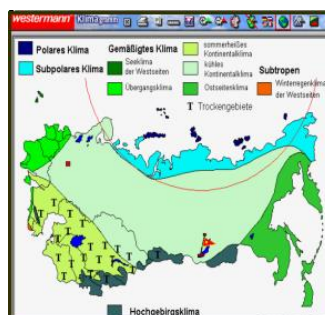 westermann Klimagramm
Polares Klima
Subpolares Klima
Gemäßigtes Klima
Seeklima
der Westseiten
Übergangsklima
sommerheißes
Kontinentalklima
kühles
Kontinentalklima
Ostseitenklima
T Trockengebiete
Subtropen
Winterregenklima
der Westseiten
T T T T T T T T T T T T T T T T T
Hochgebirgsklima